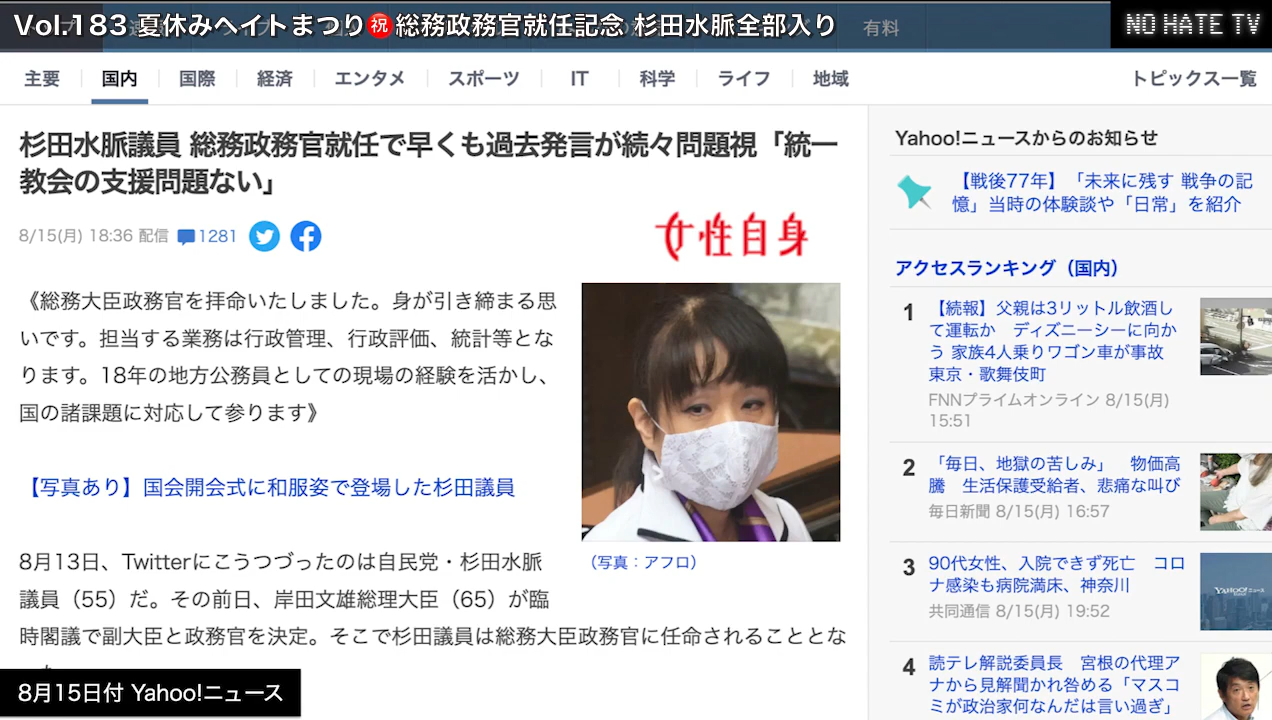 Vol.183 夏休みヘイトまつり㊗総務政務官就任記念 杉田水脈全部入り
有料
NO HATE TV
主要
国内
国際
経済
エンタメ
スポーツ
IT
科学
ライフ
地域
トピックス一覧
杉田水脈議員 総務政務官就任で早くも過去発言が続々問題視「統一
教会の支援問題ない」
8/15(月) 18:36 配信
1281
女性自身
《総務大臣政務官を拝命いたしました。身が引き締まる思
いです。担当する業務は行政管理、行政評価、統計等とな
ります。18年の地方公務員としての現場の経験を活かし、
国の諸課題に対応して参ります》
【写真あり】国会開会式に和服姿で登場した杉田議員
（写真：アフロ）
8月13日、Twitterにこうつづったのは自民党・杉田水脈
議員（55）だ。その前日、岸田文雄総理大臣（65）が臨
時閣議で副大臣と政務官を決定。そこで杉田議員は総務大臣政務官に任命されることとな
8月15日付 Yahoo!ニュース
Yahoo!ニュースからのお知らせ
【戦後77年】「未来に残す 戦争の記
憶」当時の体験談や「日常」を紹介
アクセスランキング（国内）
1
【続報】父親は3リットル飲酒し
て運転か　ディズニーシーに向か
う 家族4人乗りワゴン車が事故
東京・歌舞伎町
FNNプライムオンライン 8/15(月)
15:51
2
「毎日、地獄の苦しみ」　物価高
騰　生活保護受給者、悲痛な叫び
毎日新聞 8/15(月) 16:57
3
90代女性、入院できず死亡　コロ
ナ感染も病院満床、神奈川
共同通信 8/15(月) 19:52
YAHOO!ニュース
4
読テレ解説委員長　宮根の代理ア
ナから見解聞かれ咎める「マスコ
ミが政治家何なんだは言い過ぎ」